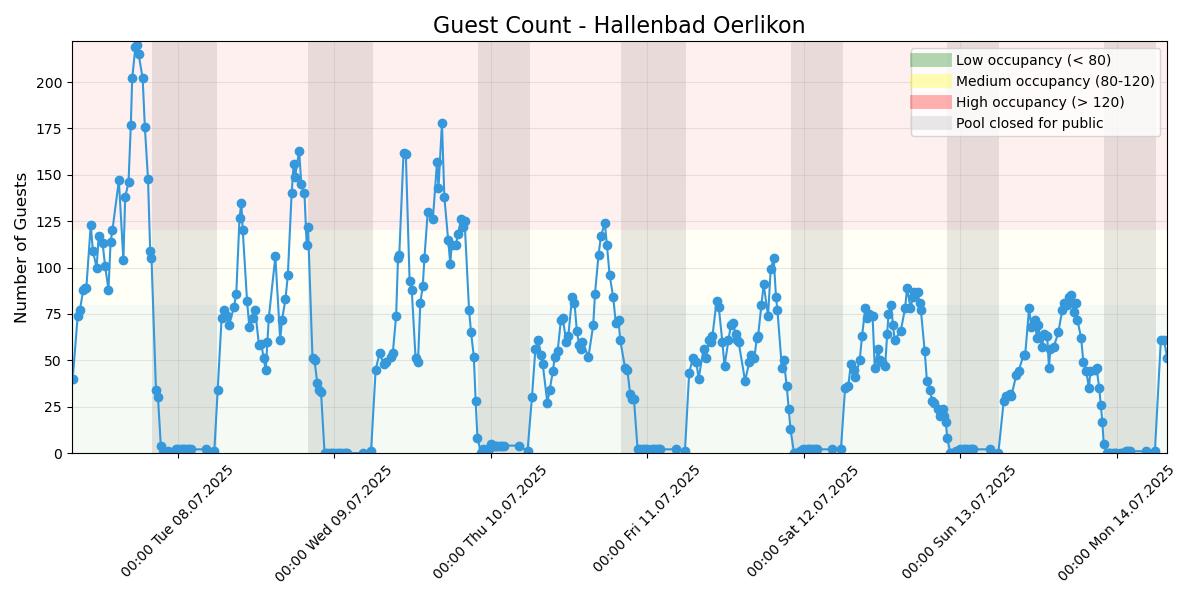 Guest Count - Hallenbad Oerlikon
Low occupancy (< 80)
Medium occupancy (80-120)
High occupancy (> 120)
Pool closed for public
Number of Guests
200
175
150
125
100
75
50
25
0
00:00 Tue 08.07.2025
00:00 Wed 09.07.2025
00:00 Thu 10.07.2025
00:00 Fri 11.07.2025
00:00 Sat 12.07.2025
00:00 Sun 13.07.2025
00:00 Mon 14.07.2025